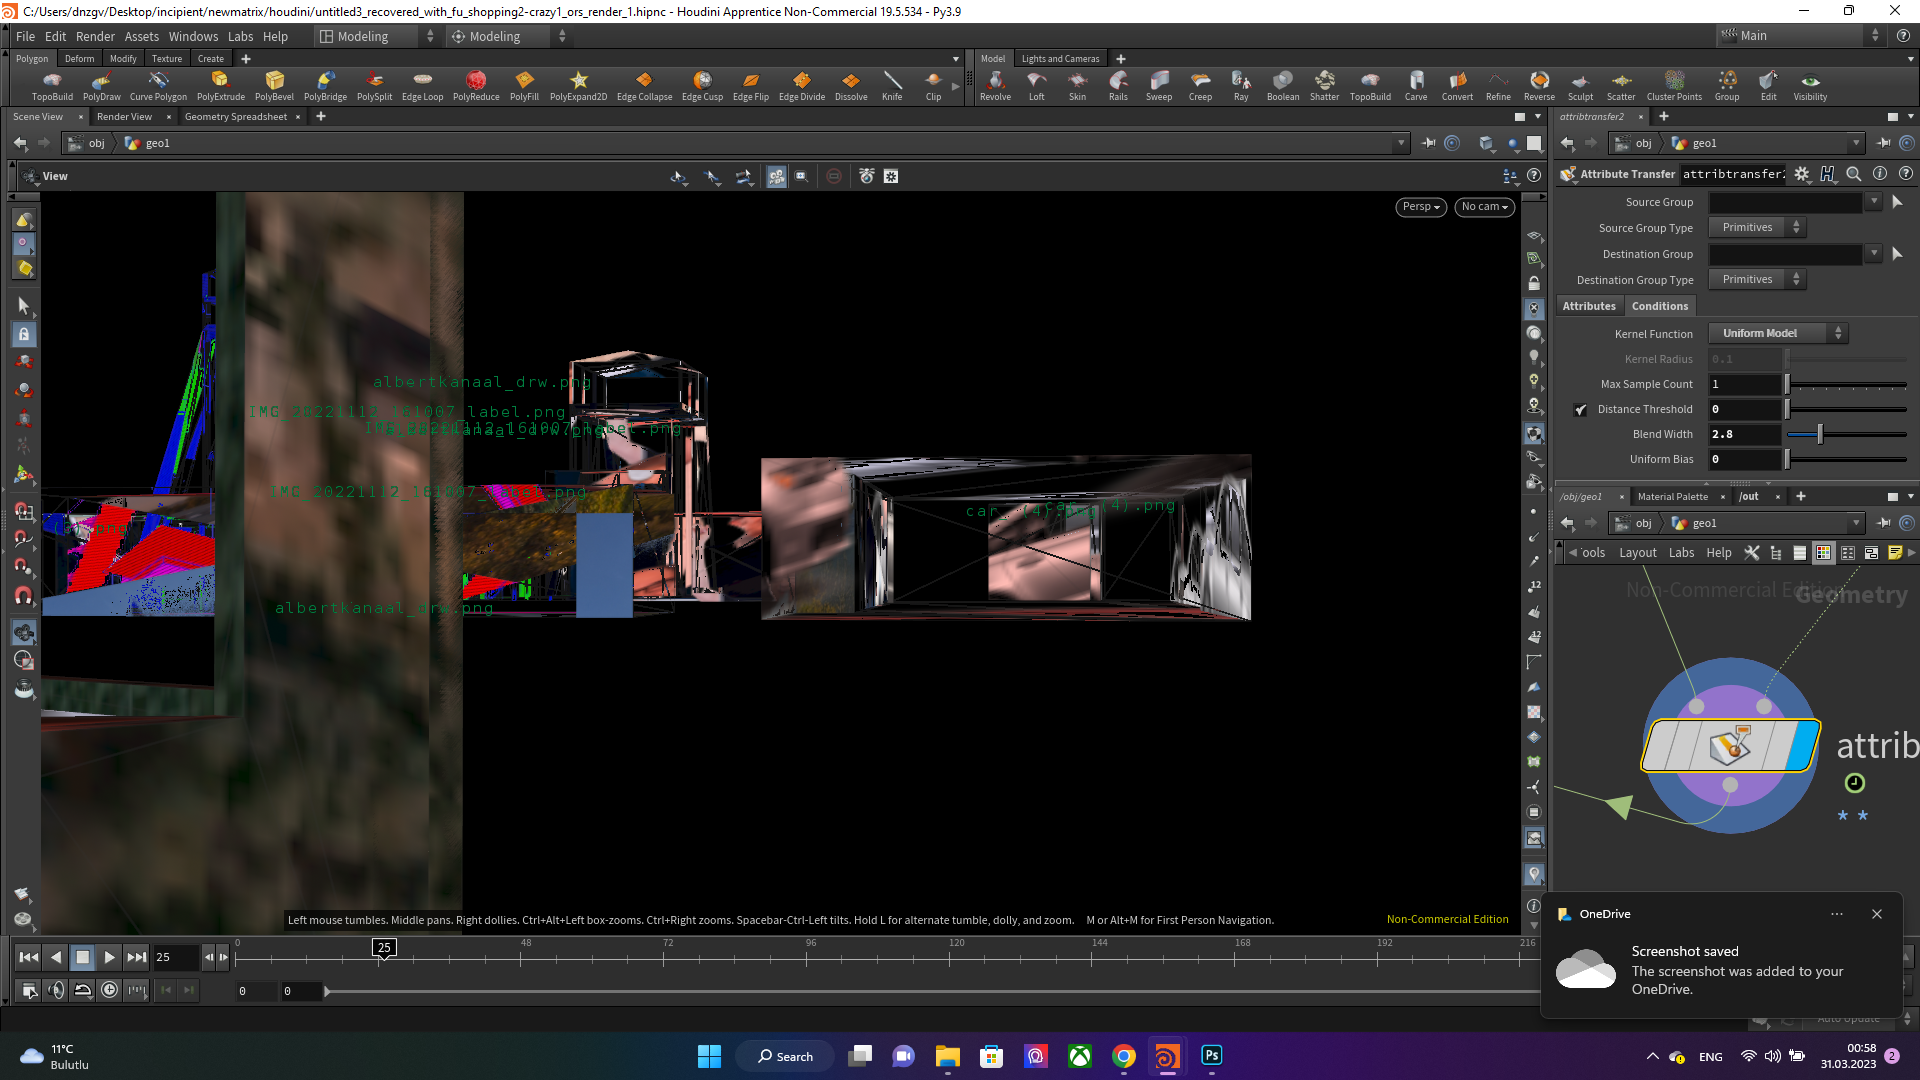 C:/Users/dnzgv/Desktop/incipient/newmatrix/houdini/untitled3_recovered_with_fu_shopping2-crazy1_ors_render_1.hipnc - Houdini Apprentice Non-Commercial 19.5.534 - Py3.9
File Edit Render Assets Windows Labs Help Modeling Modeling Main
Polygon Deform Modify Texture Create Model Lights and Cameras
TopoBuild PolyDraw Curve Polygon PolyExtrude PolyBevel PolyBridge PolySplit Edge Loop PolyReduce PolyFill PolyExpand2D Edge Collapse Edge Cusp Edge Flip Edge Divide Dissolve Knife Clip Revolve Loft Skin Rails Sweep Creep Ray Boolean Shatter TopoBuild Carve Convert Refine Reverse Sculpt Scatter Cluster Points Group Edit Visibility
Scene View Render View Geometry Spreadsheet attribtransfer2
obj geo1 obj geo1
View Attribute Transfer attribtransfer2
Persp No cam
Source Group
Source Group Type Primitives
Destination Group
Destination Group Type Primitives
Attributes Conditions
Kernel Function Uniform Model
Kernel Radius 0.1
Max Sample Count 1
Distance Threshold 0
Blend Width 2.8
Uniform Bias 0
albertkanaal_drw.png
IMG_20221112_161007_label.png
IMG_20221112_161007_label.png
IMG_20221112_161007_label.png
car (4).png
albertkanaal_drw.png
/obj/geo1 Material Palette /out
obj geo1
ools Layout Labs Help
Non-Commercial Edition
Geometry
attrib
Left mouse tumbles. Middle pans. Right dollies. Ctrl+Alt+Left box-zooms. Ctrl+Right zooms. Spacebar-Ctrl-Left tilts. Hold L for alternate tumble, dolly, and zoom. M or Alt+M for First Person Navigation.
Non-Commercial Edition
OneDrive
Screenshot saved
The screenshot was added to your
OneDrive.
0 25 48 72 96 120 144 168 192 216
25
0 0
Auto Update
11°C
Bulutlu
Search
Ps
ENG
00:58
31.03.2023
2